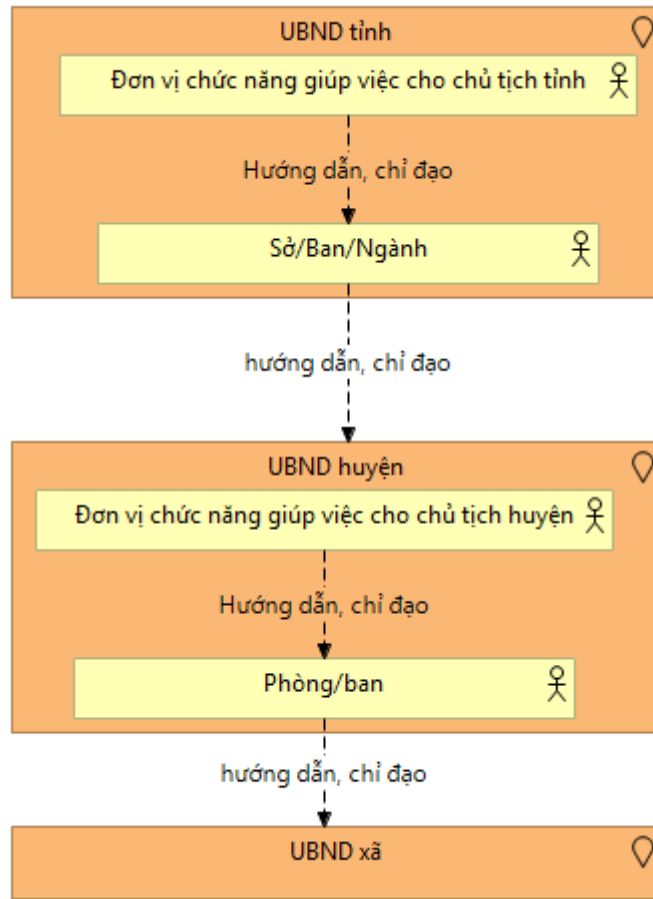 UBND tỉnh
Đơn vị chức năng giúp việc cho chủ tịch tỉnh
Hướng dẫn, chỉ đạo
Sở/Ban/Ngành
hướng dẫn, chỉ đạo
UBND huyện
Đơn vị chức năng giúp việc cho chủ tịch huyện
Hướng dẫn, chỉ đạo
Phòng/ban
hướng dẫn, chỉ đạo
UBND xã